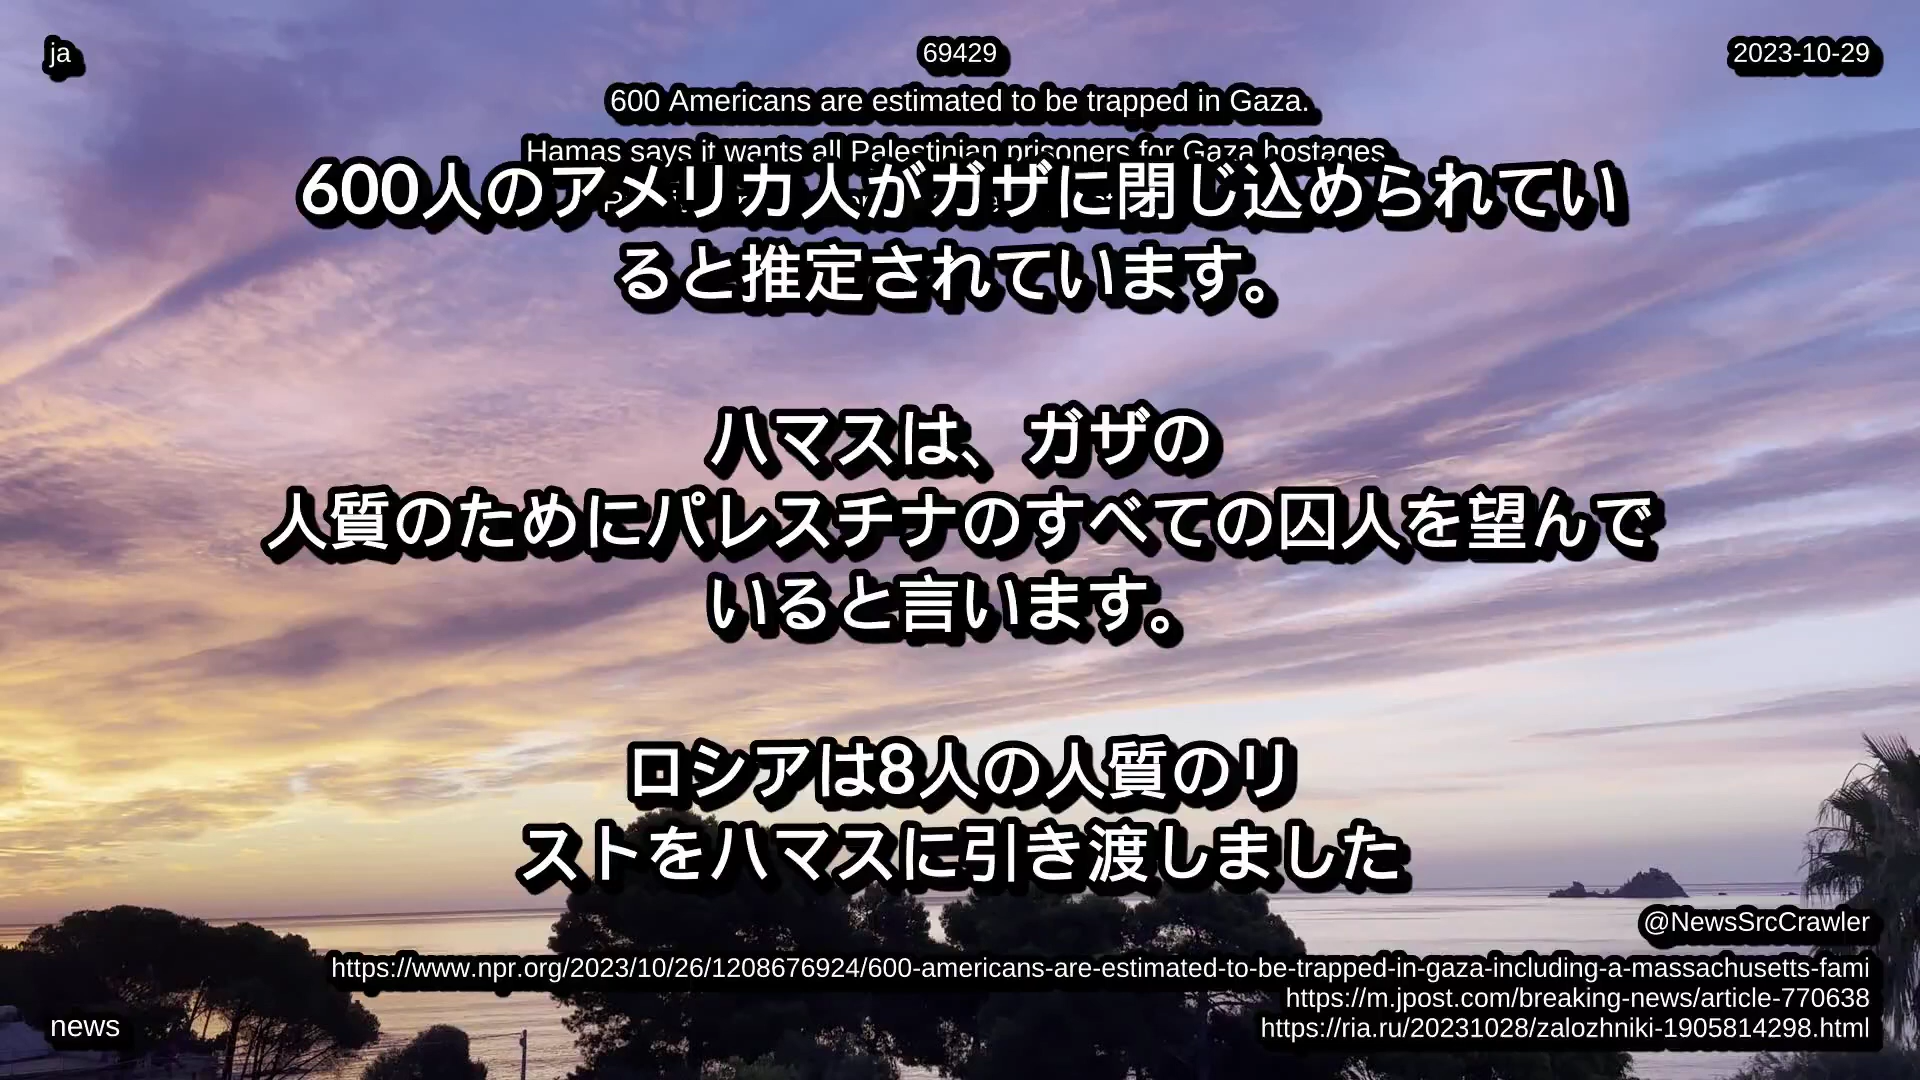 ja
69429
2023-10-29
600 Americans are estimated to be trapped in Gaza.
Hamas says it wants all Palestinian prisoners for Gaza hostages.
600人のアメリカ人がガザに閉じ込められてい
ると推定されています。
ハマスは、ガザの
人質のためにパレスチナのすべての囚人を望んで
いると言います。
ロシアは8人の人質のリ
ストをハマスに引き渡しました
@NewsSrcCrawler
https://www.npr.org/2023/10/26/1208676924/600-americans-are-estimated-to-be-trapped-in-gaza-including-a-massachusetts-fami
https://m.jpost.com/breaking-news/article-770638
https://ria.ru/20231028/zalozhniki-1905814298.html
news